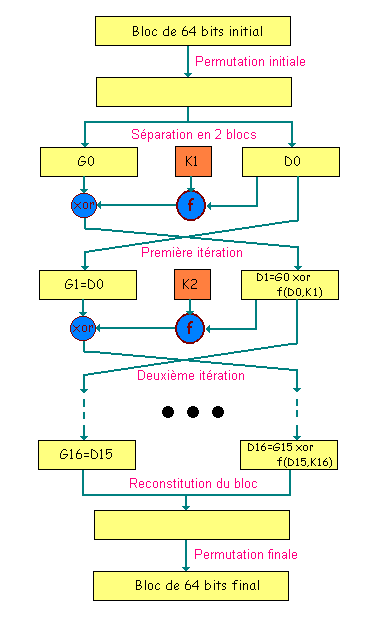 Bloc de 64 bits initial
Permutation initiale
Séparation en 2 blocs
G0
K1
D0
xor
f
Première itération
G1=D0
K2
D1=G0 xor
f(D0,K1)
xor
f
Deuxième itération
G16=D15
D16=G15 xor
f(D15,K16)
Reconstitution du bloc
Permutation finale
Bloc de 64 bits final